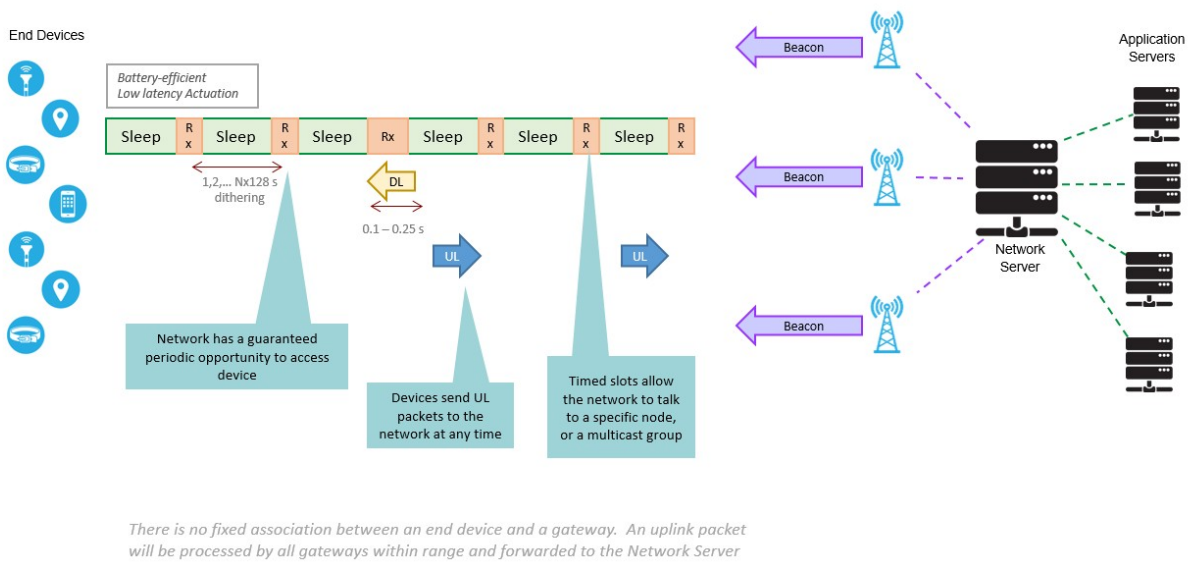 End Devices
Battery-efficient
Low latency Actuation
Sleep
R
x
Sleep
R
x
Sleep
Rx
Sleep
R
x
Sleep
R
x
Sleep
R
x
1,2,... Nx128 s
dithering
DL
0.1 – 0.25 s
UL
UL
Network has a guaranteed
periodic opportunity to access
device
Devices send UL
packets to the
network at any time
Timed slots allow
the network to talk
to a specific node,
or a multicast group
Beacon
Beacon
Beacon
Network
Server
Application
Servers
There is no fixed association between an end device and a gateway. An uplink packet
will be processed by all gateways within range and forwarded to the Network Server